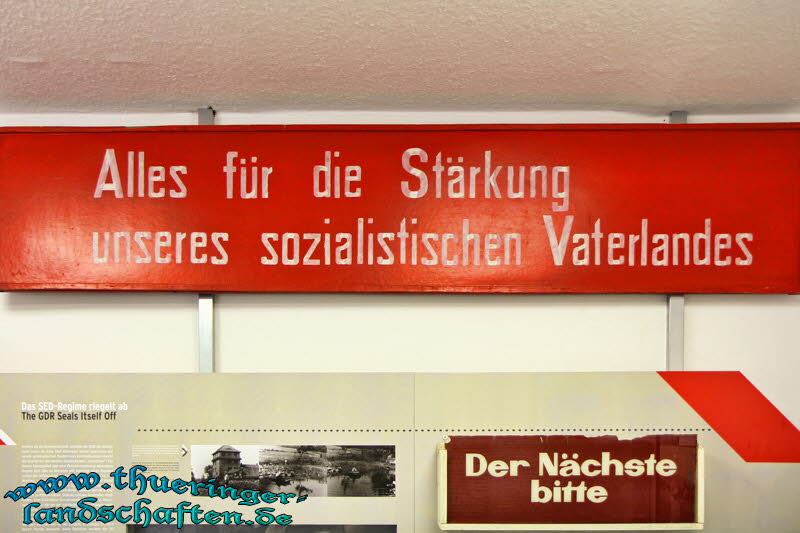 Alles für die Stärkung
unseres sozialistischen Vaterlandes
Das SED-Regime riegelt ab
The GDR Seals Itself Off
Der Nächste
bitte
www.thueringer-
landschaften.de